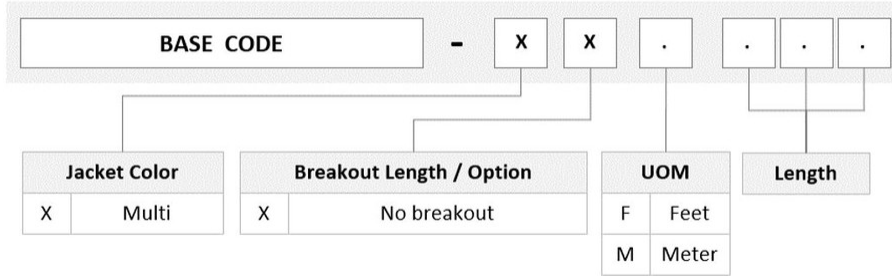 BASE CODE - X X . . . .
Jacket Color Breakout Length / Option UOM Length
X Multi X No breakout F Feet
M Meter